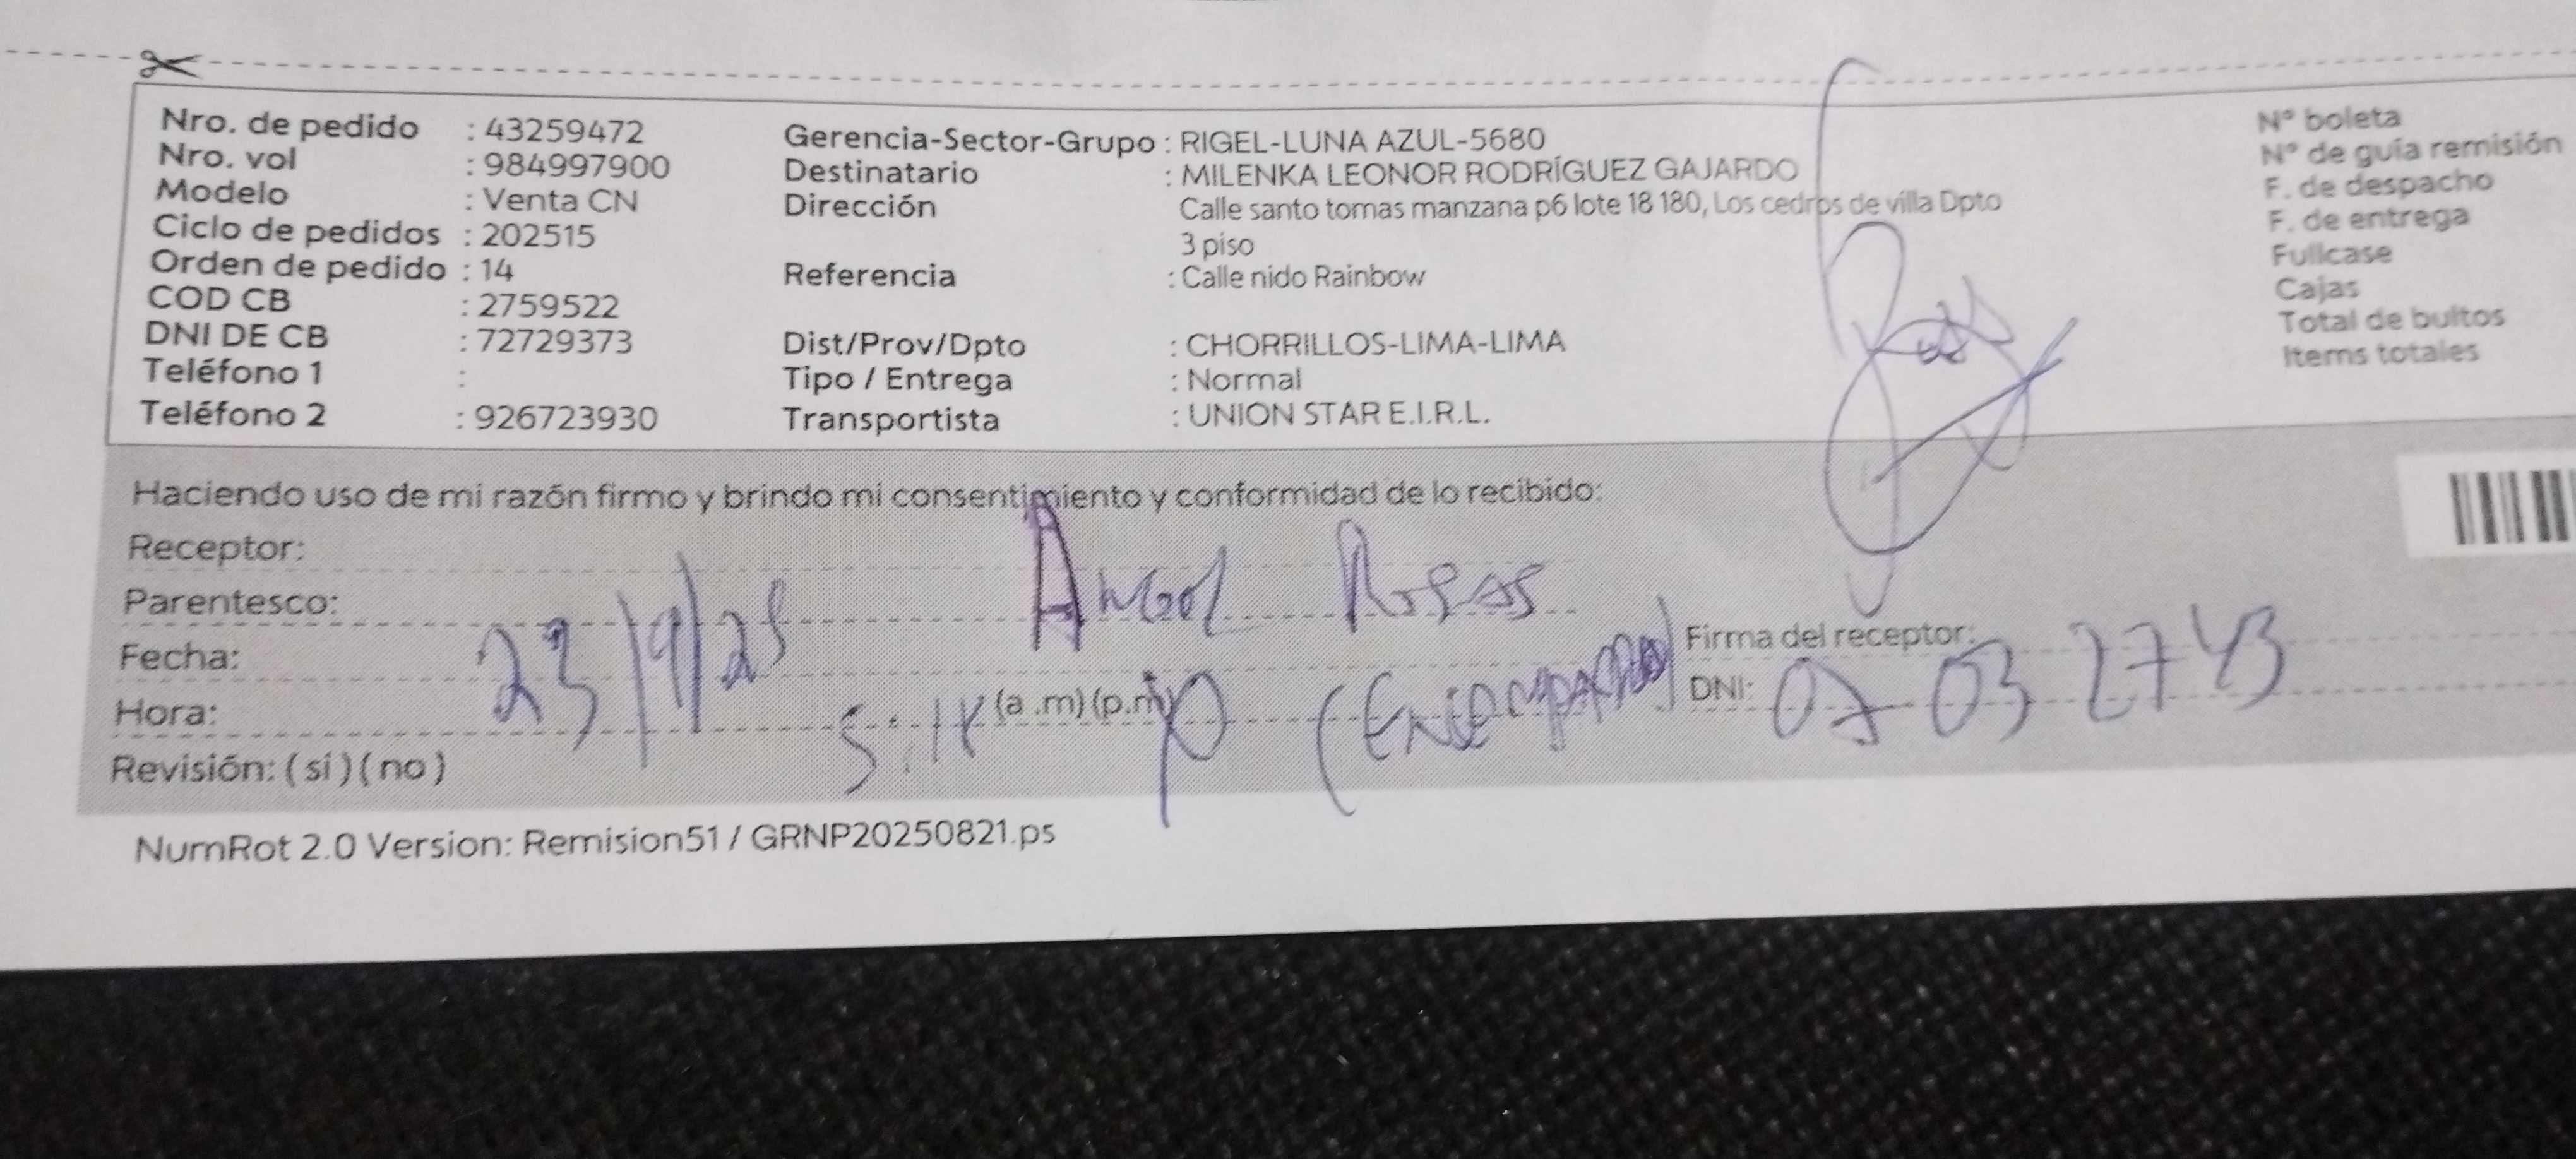 Nro. de pedido : 43259472
Nro. vol : 984997900
Modelo : Venta CN
Ciclo de pedidos : 202515
Orden de pedido : 14
COD CB : 2759522
DNI DE CB : 72729373
Teléfono 1 :
Teléfono 2 : 926723930
Gerencia-Sector-Grupo : RIGEL-LUNA AZUL-5680
Destinatario : MILENKA LEONOR RODRÍGUEZ GAJARDO
Dirección Calle santo tomas manzana p6 lote 18 180, Los cedros de villa Dpto
3 piso
Referencia : Calle nido Rainbow
Dist/Prov/Dpto : CHORRILLOS-LIMA-LIMA
Tipo / Entrega : Normal
Transportista : UNION STAR E.I.R.L.
N° boleta
N° de guía remisión
F. de despacho
F. de entrega
Fullcase
Cajas
Total de bultos
Items totales
Haciendo uso de mi razón firmo y brindo mi consentimiento y conformidad de lo recibido:
Receptor:
Parentesco: Angel Rosas
Fecha: 23/9/25
Firma del receptor:
Hora: (a.m) (p.m)
DNI: 07032743
Revisión: ( si ) ( no )
NumRot 2.0 Version: Remision51 / GRNP20250821.ps